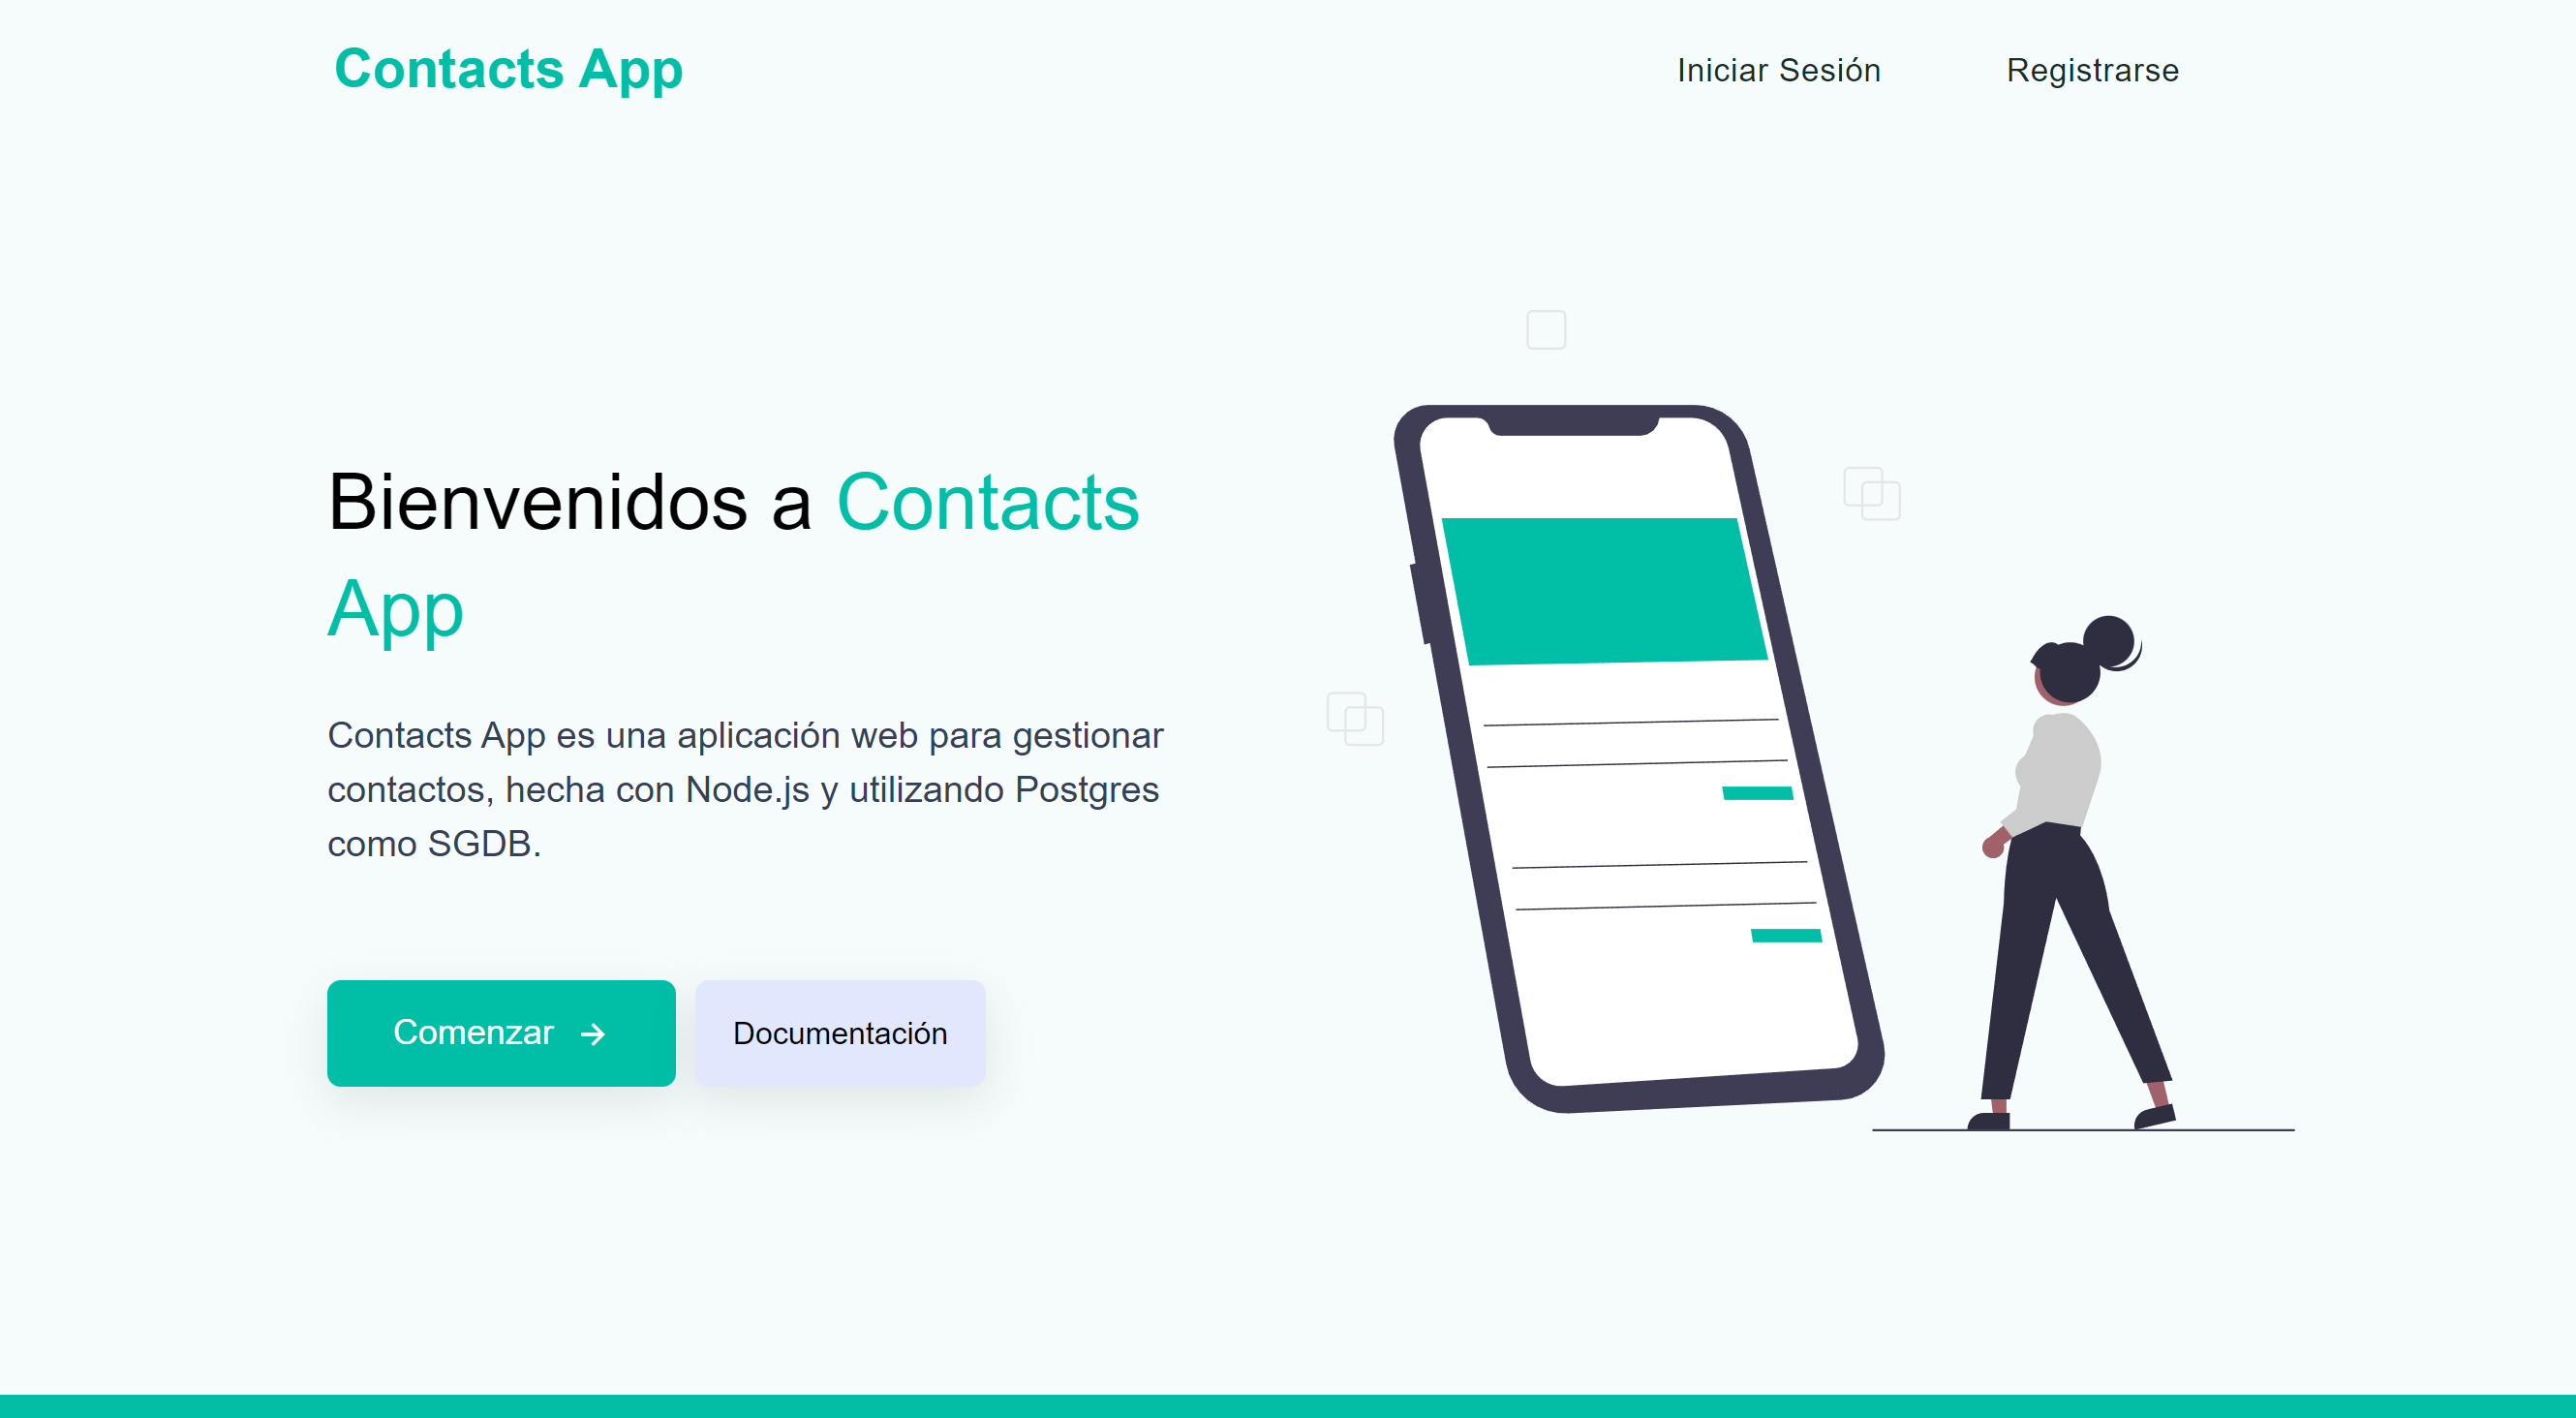 Contacts App
Iniciar Sesión
Registrarse
Bienvenidos a Contacts
App
Contacts App es una aplicación web para gestionar
contactos, hecha con Node.js y utilizando Postgres
como SGDB.
Comenzar →
Documentación